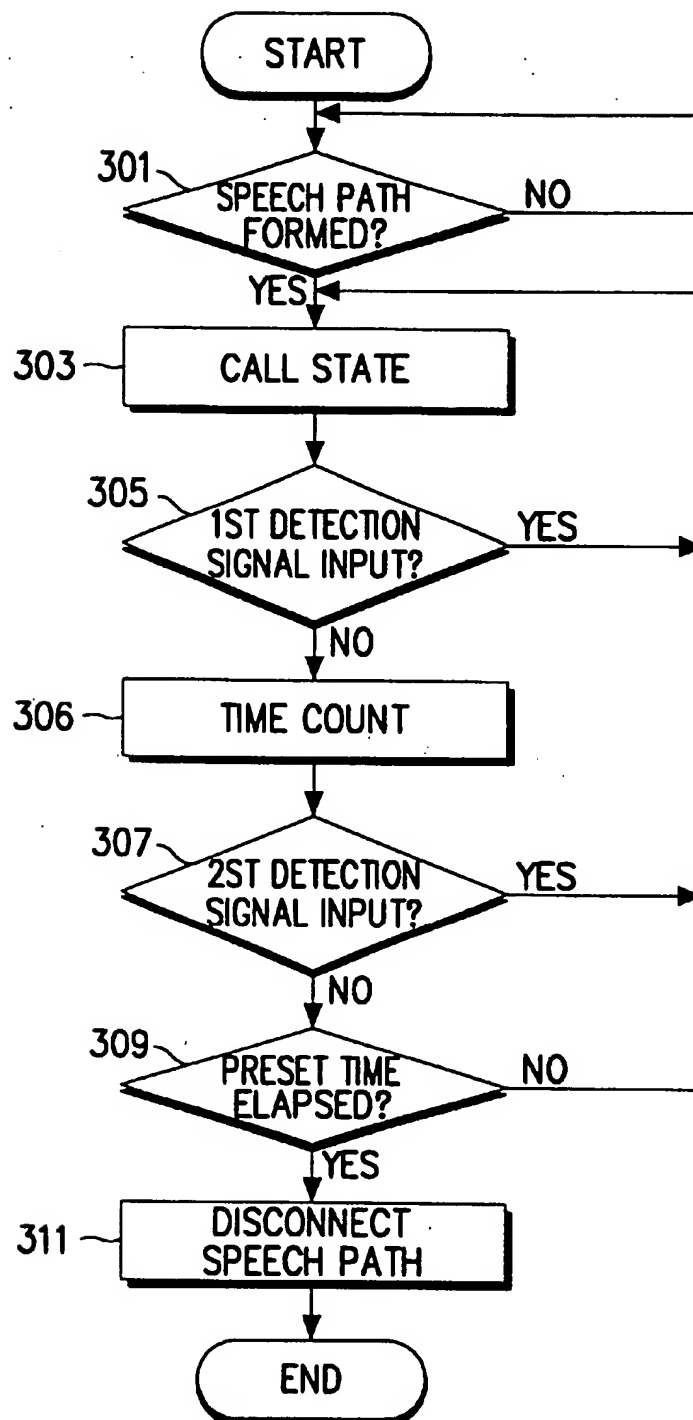 START
301
SPEECH PATH
FORMED?
NO
YES
303
CALL STATE
305
1ST DETECTION
SIGNAL INPUT?
YES
NO
306
TIME COUNT
307
2ST DETECTION
SIGNAL INPUT?
YES
NO
309
PRESET TIME
ELAPSED?
NO
YES
311
DISCONNECT
SPEECH PATH
END